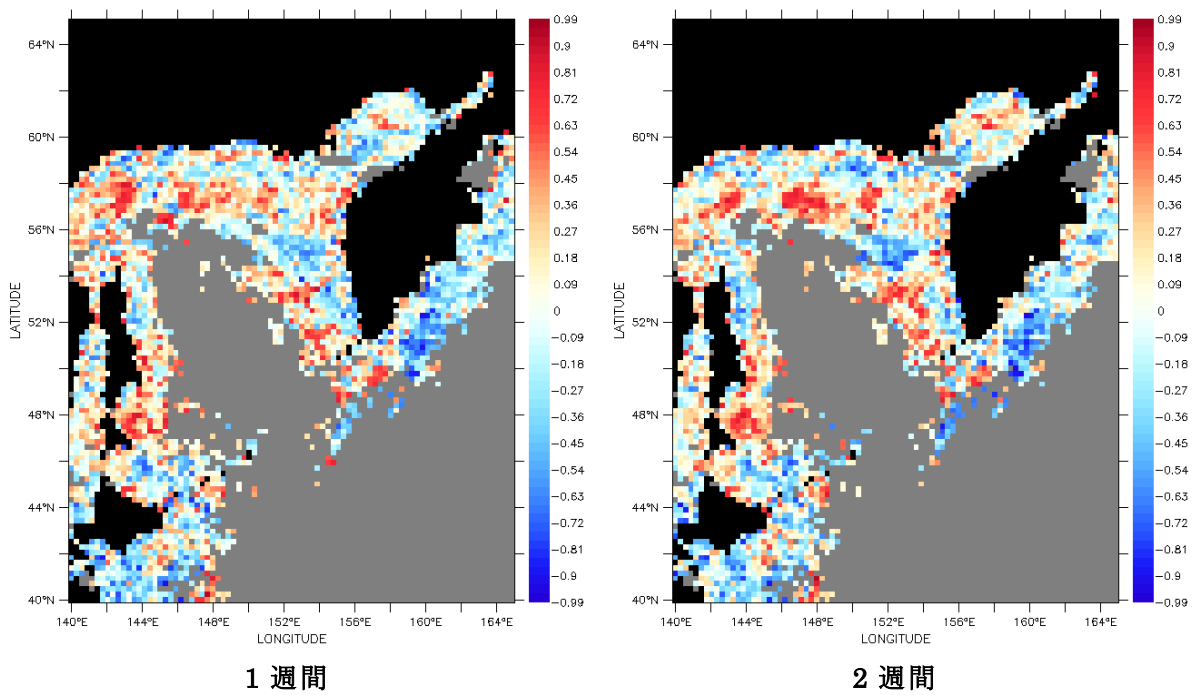 64°N
60°N
56°N
52°N
48°N
44°N
40°N
LATITUDE
140°E 144°E 148°E 152°E 156°E 160°E 164°E
LONGITUDE
0.99
0.9
0.81
0.72
0.63
0.54
0.45
0.36
0.27
0.18
0.09
0
-0.09
-0.18
-0.27
-0.36
-0.45
-0.54
-0.63
-0.72
-0.81
-0.9
-0.99
1 週間
64°N
60°N
56°N
52°N
48°N
44°N
40°N
LATITUDE
140°E 144°E 148°E 152°E 156°E 160°E 164°E
LONGITUDE
0.99
0.9
0.81
0.72
0.63
0.54
0.45
0.36
0.27
0.18
0.09
0
-0.09
-0.18
-0.27
-0.36
-0.45
-0.54
-0.63
-0.72
-0.81
-0.9
-0.99
2 週間